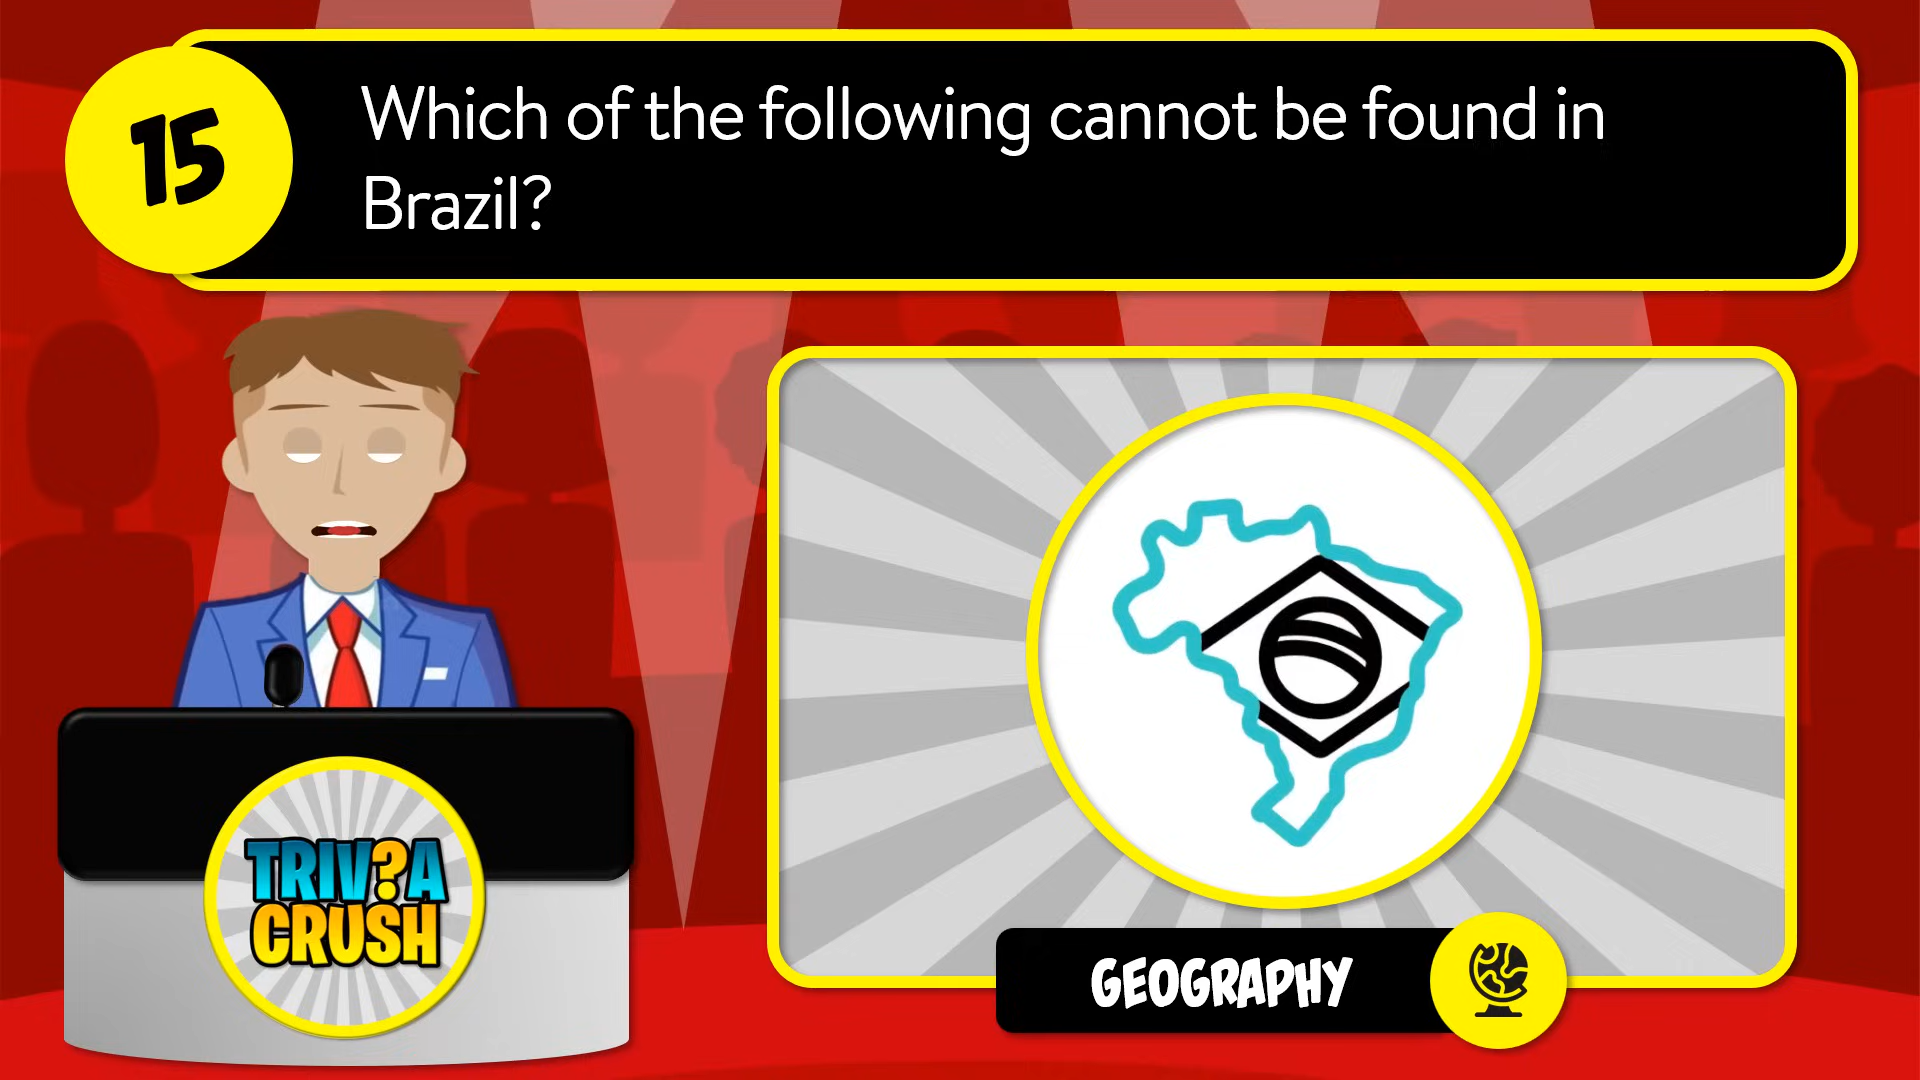 15
Which of the following cannot be found in
Brazil?
TRIV?A
CRUSH
GEOGRAPHY